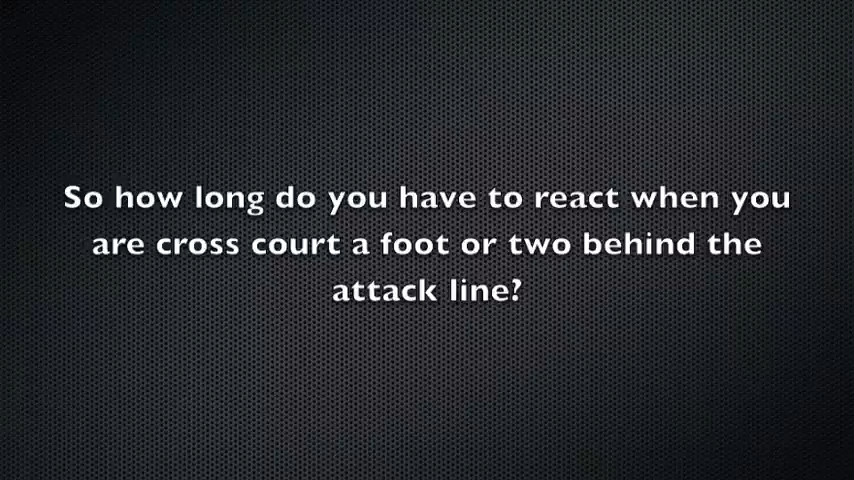 So how long do you have to react when you
are cross court a foot or two behind the
attack line?